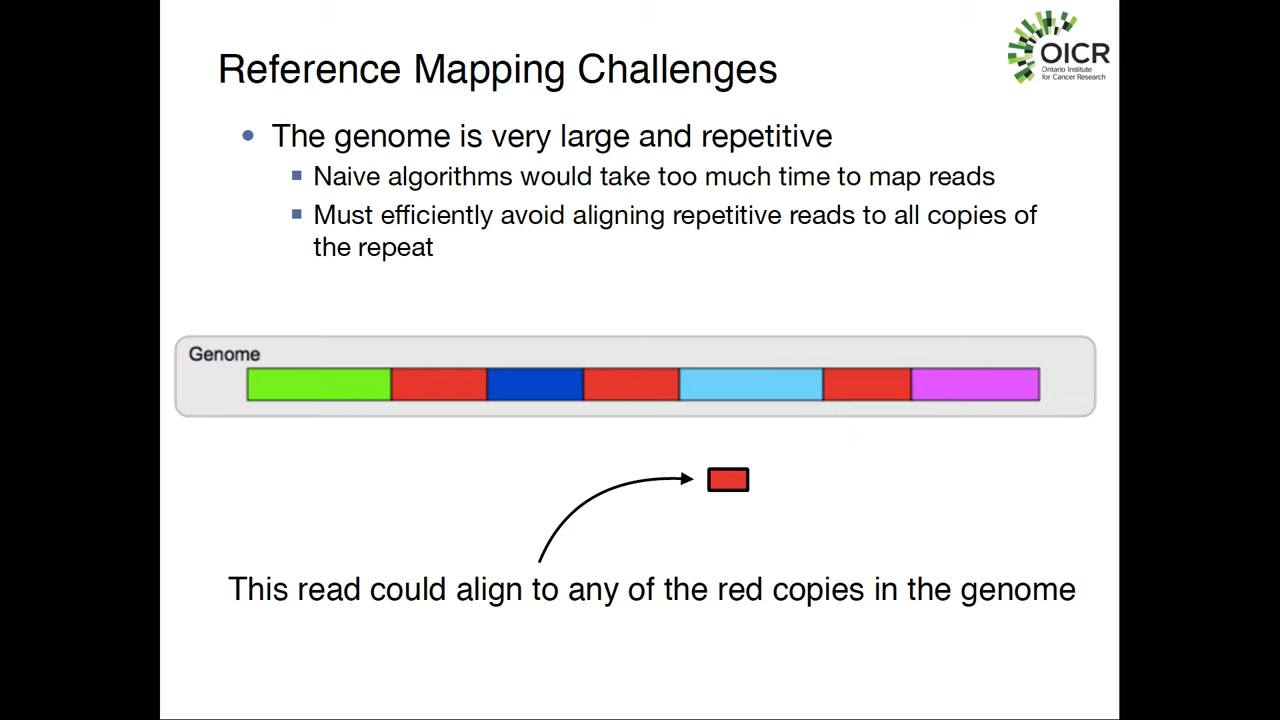 Reference Mapping Challenges
OICR
Ontario Institute
for Cancer Research
• The genome is very large and repetitive
▪ Naive algorithms would take too much time to map reads
▪ Must efficiently avoid aligning repetitive reads to all copies of
the repeat
Genome
This read could align to any of the red copies in the genome